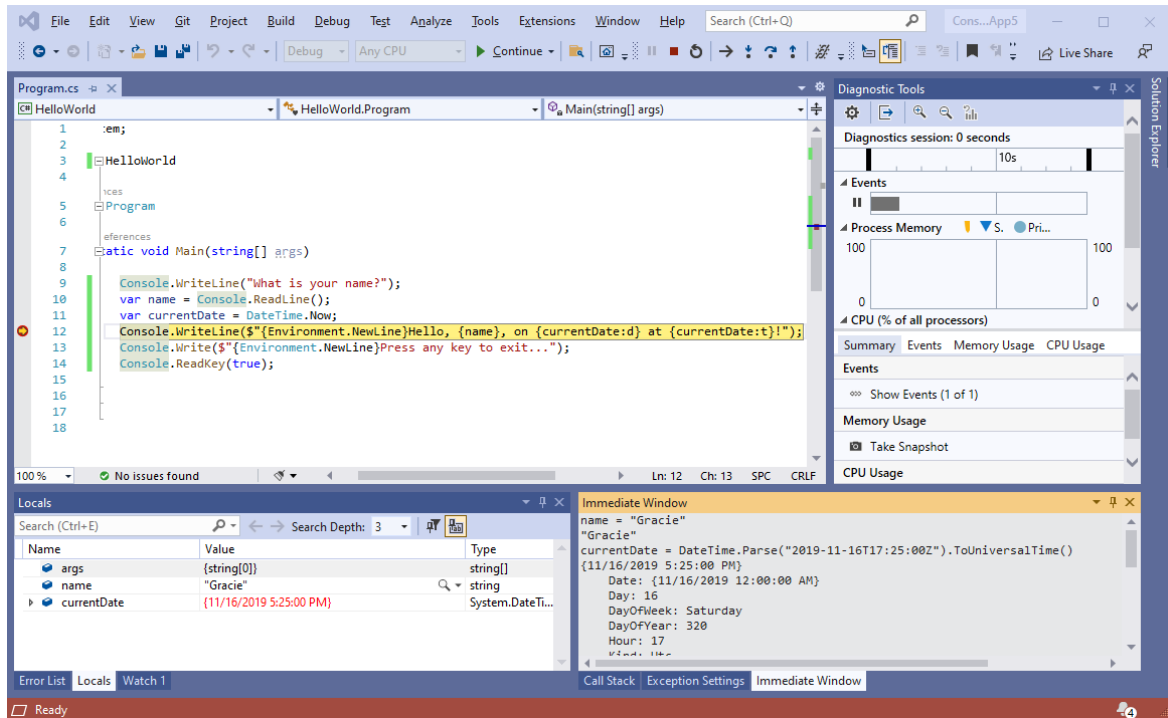 File Edit View Git Project Build Debug Test Analyze Tools Extensions Window Help Search (Ctrl+Q) Cons...App5
Debug Any CPU Continue Live Share
Program.cs
HelloWorld HelloWorld.Program Main(string[] args)
1 :em;
2
3 HelloWorld
4
ıces
5 Program
6
eferences
7 atic void Main(string[] args)
8
9 Console.WriteLine("What is your name?");
10 var name = Console.ReadLine();
11 var currentDate = DateTime.Now;
12 Console.WriteLine($"{Environment.NewLine}Hello, {name}, on {currentDate:d} at {currentDate:t}!");
13 Console.Write($"{Environment.NewLine}Press any key to exit...");
14 Console.ReadKey(true);
15
16
17
18
100 % No issues found Ln: 12 Ch: 13 SPC CRLF
Diagnostic Tools
Diagnostics session: 0 seconds
10s
Events
Process Memory S. Pri...
100 100
0 0
CPU (% of all processors)
Summary Events Memory Usage CPU Usage
Events
Show Events (1 of 1)
Memory Usage
Take Snapshot
CPU Usage
Solution Explorer
Locals
Search (Ctrl+E) Search Depth: 3
Name Value Type
args {string[0]} string[]
name "Gracie" string
currentDate {11/16/2019 5:25:00 PM} System.DateTi...
Error List Locals Watch 1
Immediate Window
name = "Gracie"
"Gracie"
currentDate = DateTime.Parse("2019-11-16T17:25:00Z").ToUniversalTime()
{11/16/2019 5:25:00 PM}
Date: {11/16/2019 12:00:00 AM}
Day: 16
DayOfWeek: Saturday
DayOfYear: 320
Hour: 17
Kind: Utc
Call Stack Exception Settings Immediate Window
Ready 4